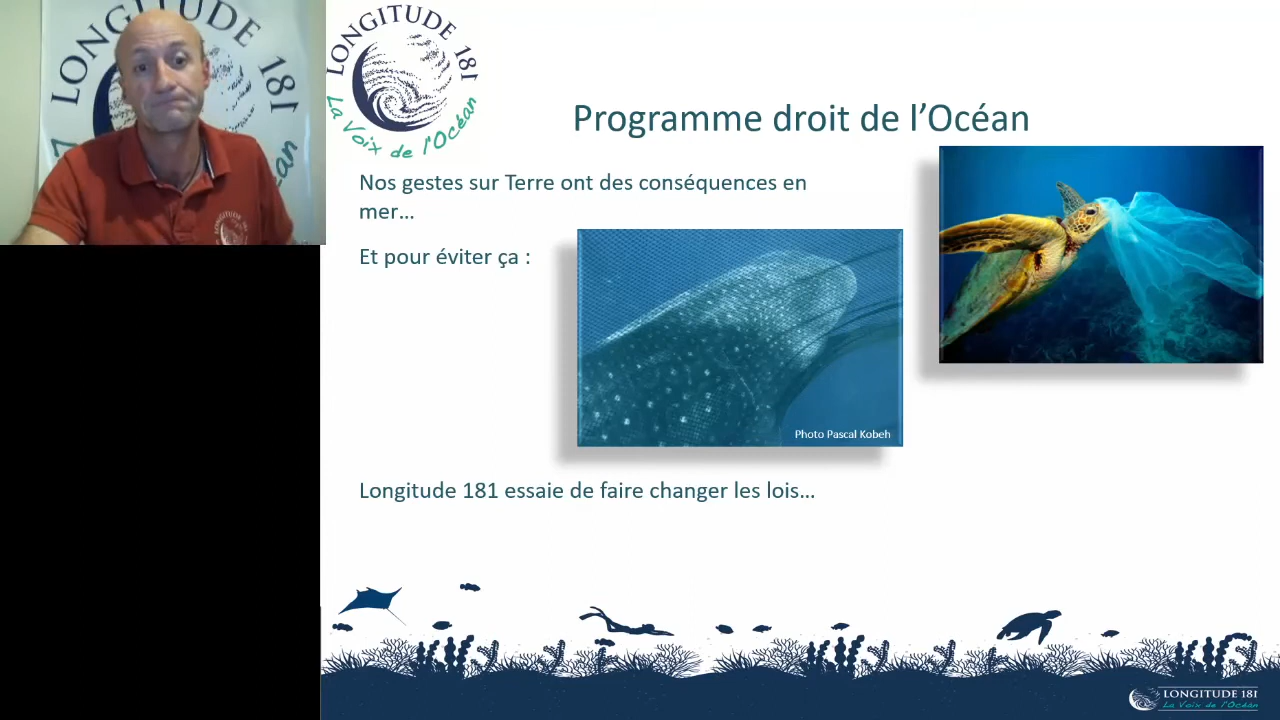 LONGITUDE 181
LONGITUDE 181
La Voix de l'Océan
Programme droit de l’Océan
Nos gestes sur Terre ont des conséquences en
mer…
Et pour éviter ça :
Photo Pascal Kobeh
Longitude 181 essaie de faire changer les lois…
LONGITUDE 181
La Voix de l'Océan